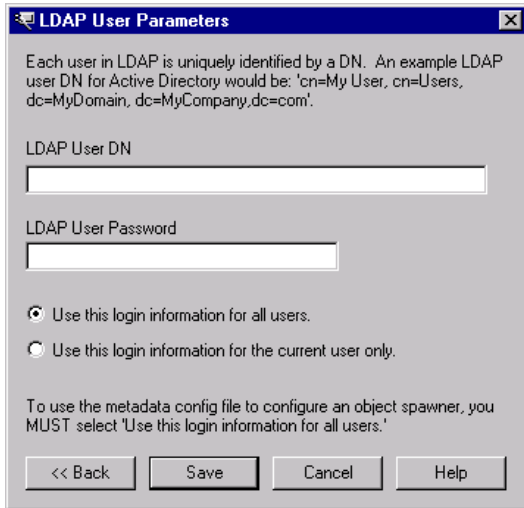 LDAP User Parameters
Each user in LDAP is uniquely identified by a DN. An example LDAP
user DN for Active Directory would be: 'cn=My User, cn=Users,
dc=MyDomain, dc=MyCompany,dc=com'.
LDAP User DN
LDAP User Password
Use this login information for all users.
Use this login information for the current user only.
To use the metadata config file to configure an object spawner, you
MUST select 'Use this login information for all users.'
<< Back Save Cancel Help